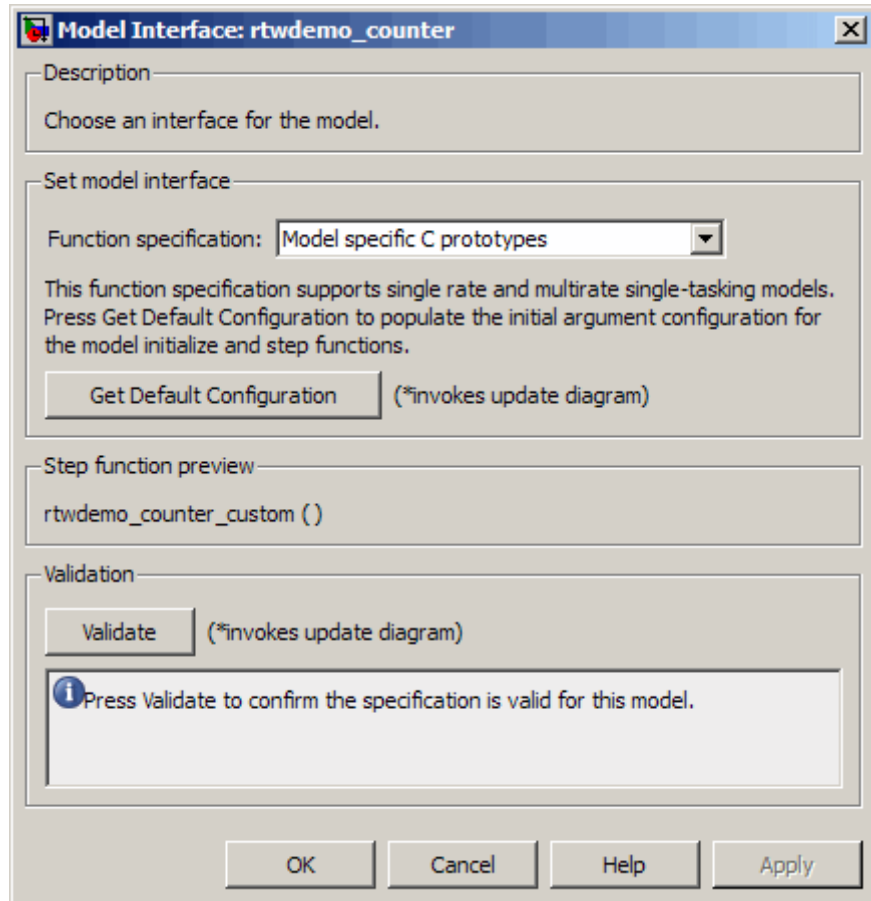 Model Interface: rtwdemo_counter
Description
Choose an interface for the model.
Set model interface
Function specification: Model specific C prototypes
This function specification supports single rate and multirate single-tasking models.
Press Get Default Configuration to populate the initial argument configuration for
the model initialize and step functions.
Get Default Configuration (*invokes update diagram)
Step function preview
rtwdemo_counter_custom ( )
Validation
Validate (*invokes update diagram)
Press Validate to confirm the specification is valid for this model.
OK Cancel Help Apply